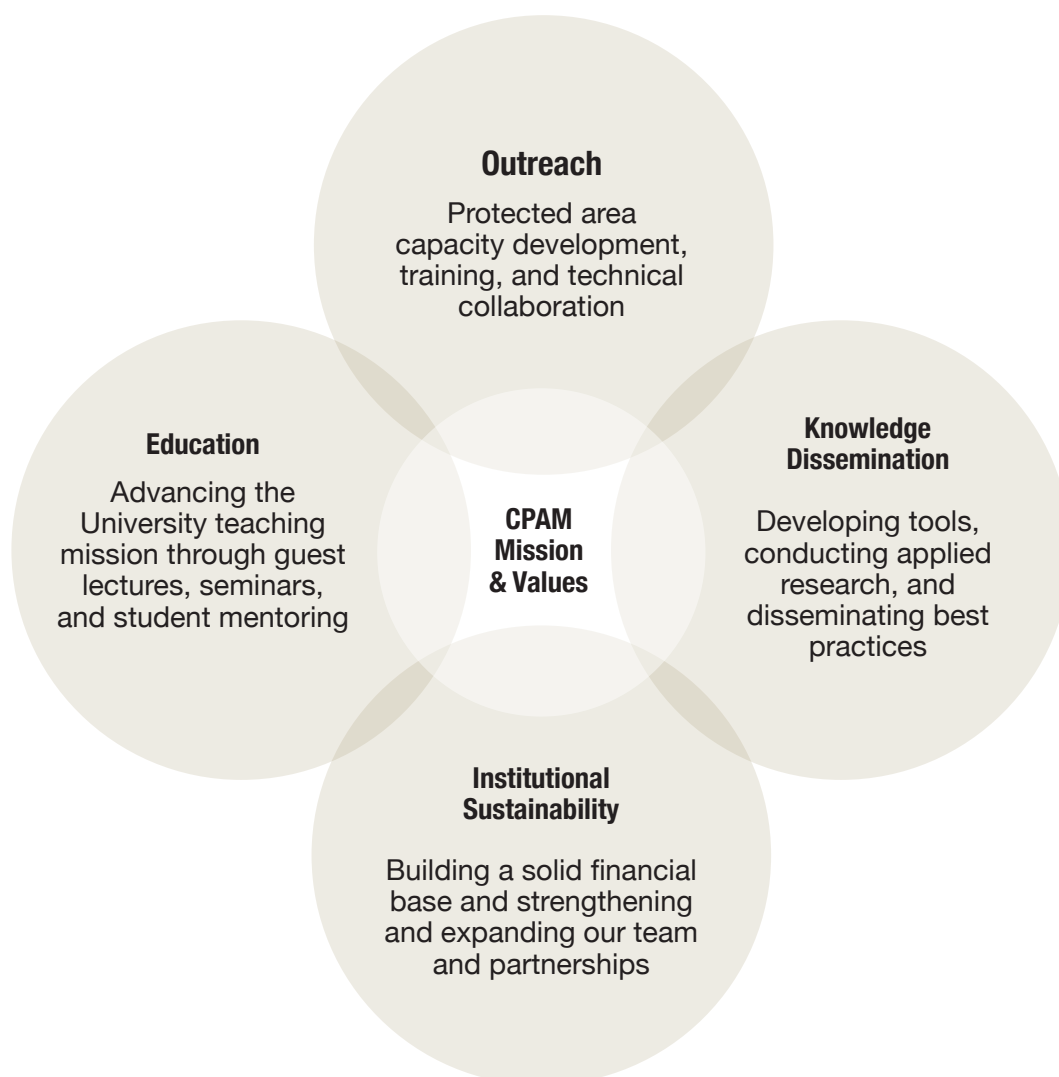 Outreach
Protected area
capacity development,
training, and technical
collaboration
Education
Advancing the
University teaching
mission through guest
lectures, seminars,
and student mentoring
CPAM
Mission
& Values
Knowledge
Dissemination
Developing tools,
conducting applied
research, and
disseminating best
practices
Institutional
Sustainability
Building a solid financial
base and strengthening
and expanding our team
and partnerships